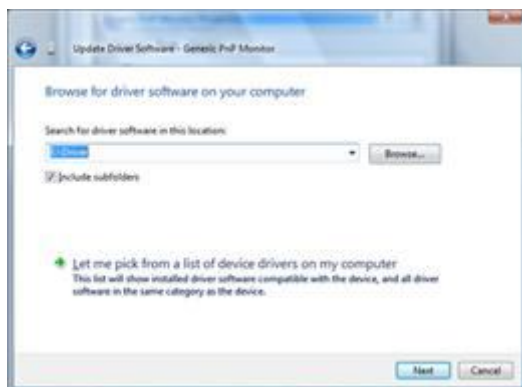 Update Driver Software - Generic PnP Monitor
Browse for driver software on your computer
Search for driver software in this location:
Browse...
Include subfolders
Let me pick from a list of device drivers on my computer
This list will show installed driver software compatible with the device, and all driver
software in the same category as the device.
Next Cancel